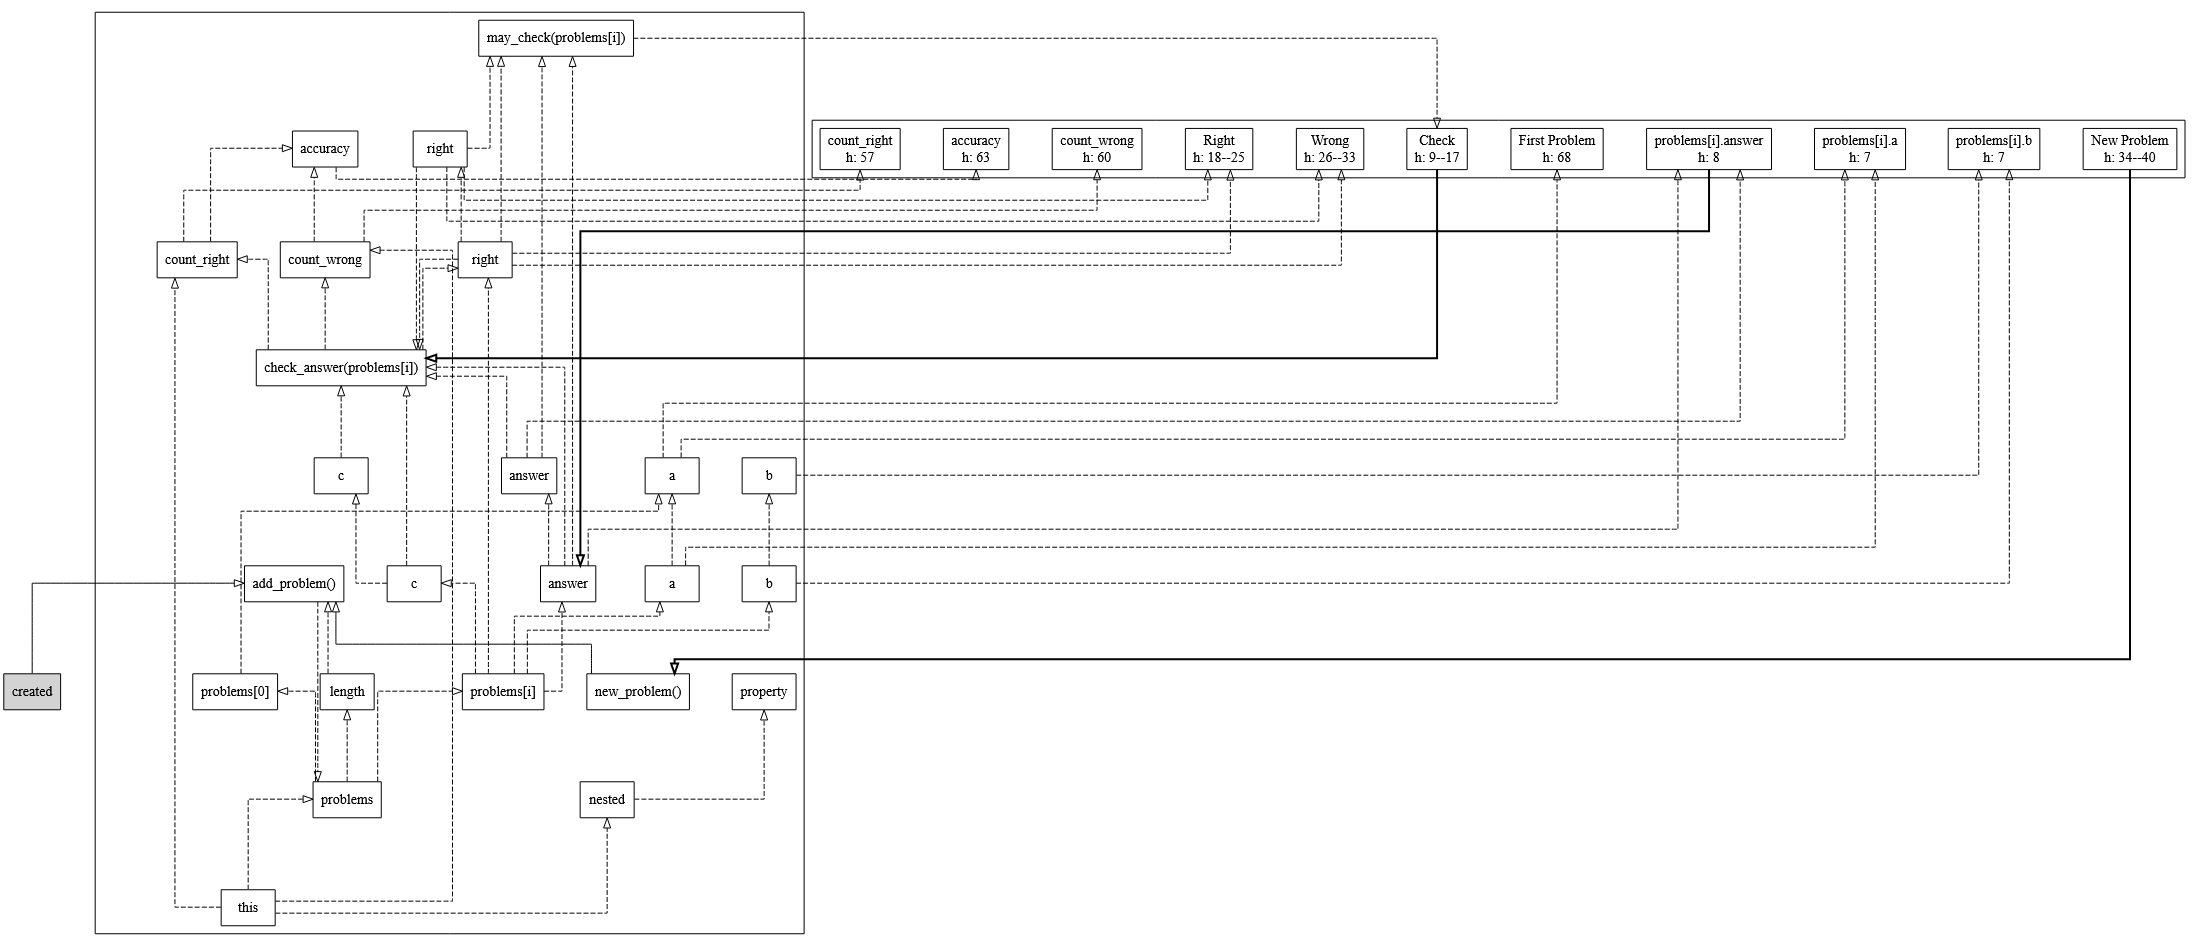 may_check(problems[i])
accuracy
right
count_right
h: 57
accuracy
h: 63
count_wrong
h: 60
Right
h: 18--25
Wrong
h: 26--33
Check
h: 9--17
First Problem
h: 68
problems[i].answer
h: 8
problems[i].a
h: 7
problems[i].b
h: 7
New Problem
h: 34--40
count_right
count_wrong
right
check_answer(problems[i])
c
answer
a
b
add_problem()
c
answer
a
b
created
problems[0]
length
problems[i]
new_problem()
property
problems
nested
this